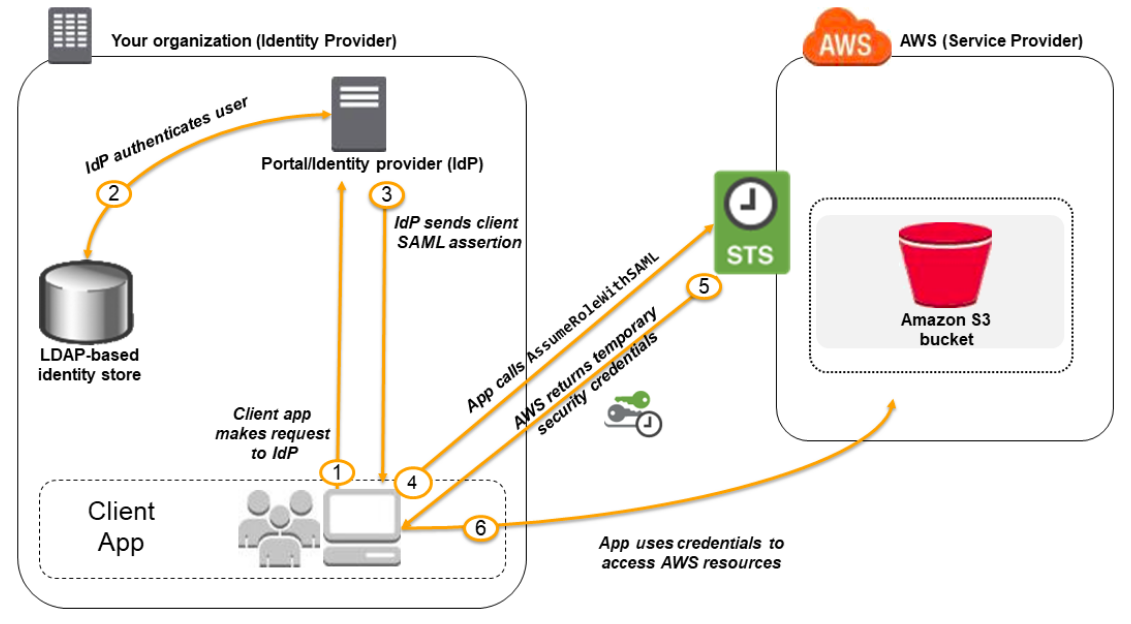 Your organization (Identity Provider)
AWS
AWS (Service Provider)
IdP authenticates user
Portal/Identity provider (IdP)
2
3
IdP sends client
SAML assertion
STS
LDAP-based
identity store
App calls AssumeRoleWithSAML
5
AWS returns temporary
security credentials
Amazon S3
bucket
Client app
makes request
to IdP
1
4
Client
App
6
App uses credentials to
access AWS resources